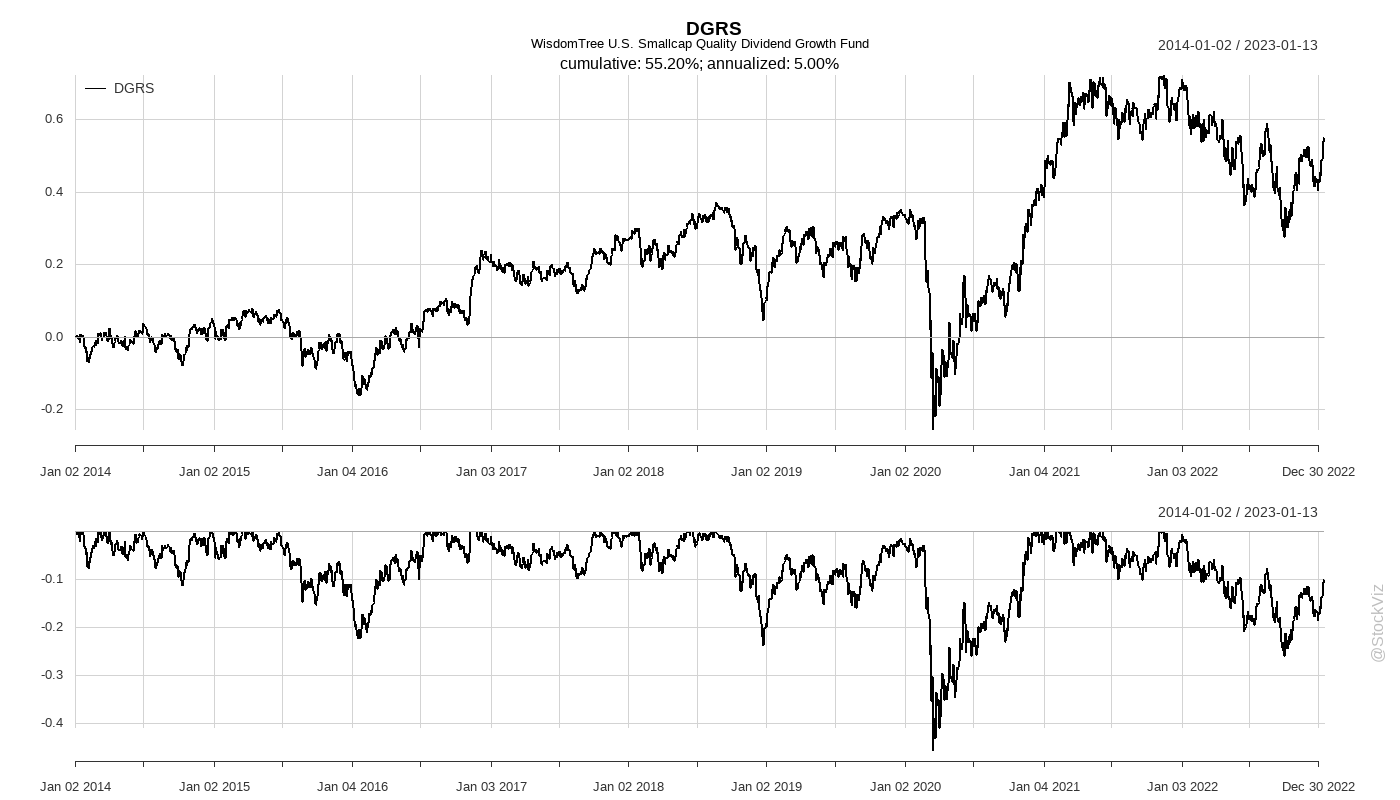 DGRS
WisdomTree U.S. Smallcap Quality Dividend Growth Fund
2014-01-02 / 2023-01-13
cumulative: 55.20%; annualized: 5.00%
DGRS
0.6
0.4
0.2
0.0
-0.2
Jan 02 2014 Jan 02 2015 Jan 04 2016 Jan 03 2017 Jan 02 2018 Jan 02 2019 Jan 02 2020 Jan 04 2021 Jan 03 2022 Dec 30 2022
2014-01-02 / 2023-01-13
-0.1
-0.2
-0.3
-0.4
Jan 02 2014 Jan 02 2015 Jan 04 2016 Jan 03 2017 Jan 02 2018 Jan 02 2019 Jan 02 2020 Jan 04 2021 Jan 03 2022 Dec 30 2022
@StockViz